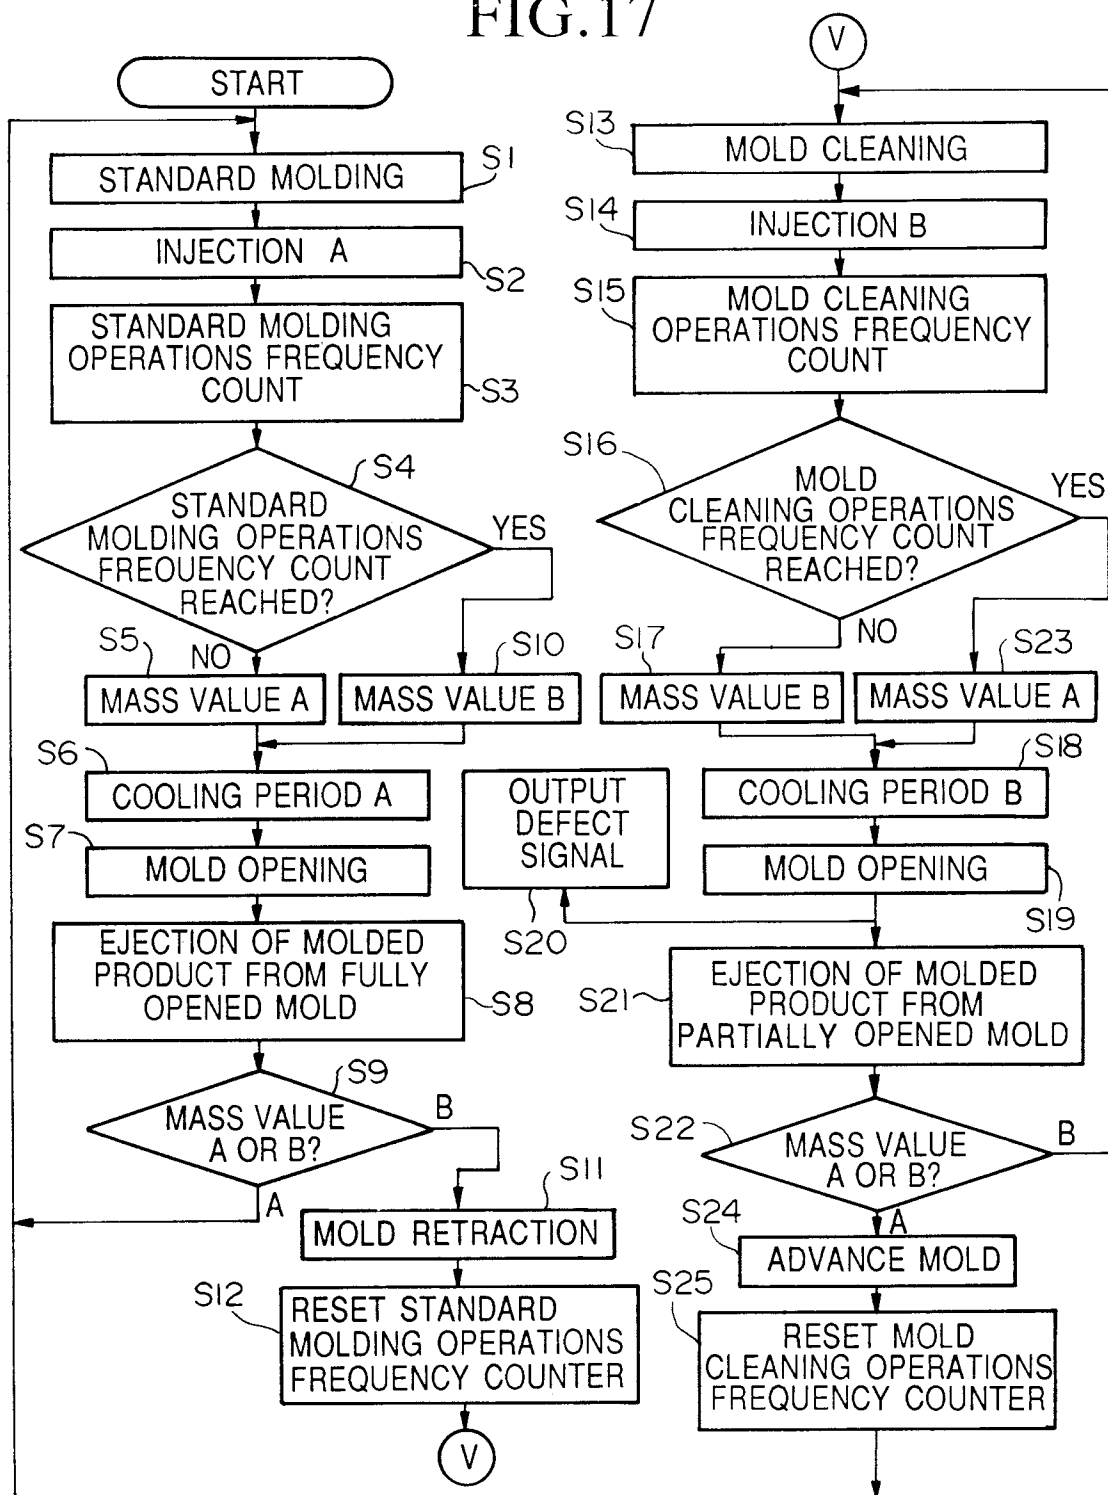 FIG.17
START
STANDARD MOLDING
S1
INJECTION A
S2
STANDARD MOLDING
OPERATIONS FREQUENCY
COUNT
S3
S4
STANDARD
MOLDING OPERATIONS
FREOUENCY COUNT
REACHED?
YES
NO
S5
MASS VALUE A
S10
MASS VALUE B
S6
COOLING PERIOD A
S7
MOLD OPENING
EJECTION OF MOLDED
PRODUCT FROM FULLY
OPENED MOLD
S8
S9
MASS VALUE
A OR B?
B
A
S11
MOLD RETRACTION
S12
RESET STANDARD
MOLDING OPERATIONS
FREQUENCY COUNTER
V
V
S13
MOLD CLEANING
S14
INJECTION B
S15
MOLD CLEANING
OPERATIONS FREQUENCY
COUNT
S16
MOLD
CLEANING OPERATIONS
FREQUENCY COUNT
REACHED?
YES
NO
S17
MASS VALUE B
S23
MASS VALUE A
S18
COOLING PERIOD B
MOLD OPENING
S19
OUTPUT
DEFECT
SIGNAL
S20
S21
EJECTION OF MOLDED
PRODUCT FROM
PARTIALLY OPENED MOLD
S22
MASS VALUE
A OR B?
B
A
S24
ADVANCE MOLD
S25
RESET MOLD
CLEANING OPERATIONS
FREQUENCY COUNTER